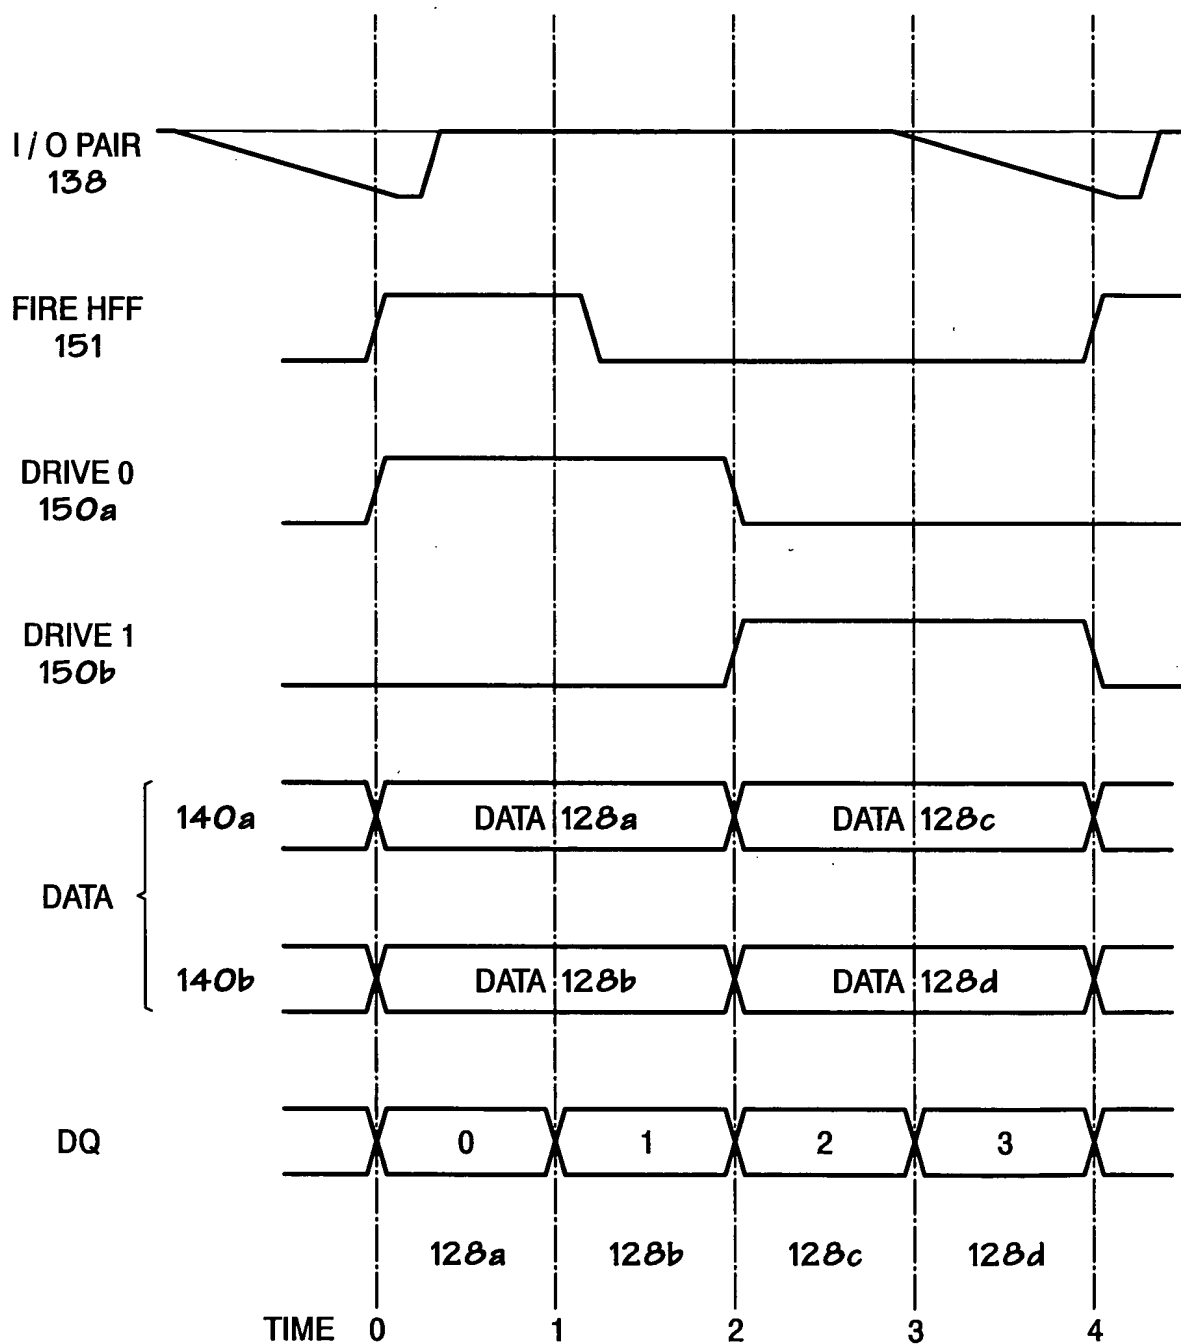 I / O PAIR
138
FIRE HFF
151
DRIVE 0
150a
DRIVE 1
150b
140a DATA 128a DATA 128c
DATA
140b DATA 128b DATA 128d
DQ 0 1 2 3
128a 128b 128c 128d
TIME 0 1 2 3 4